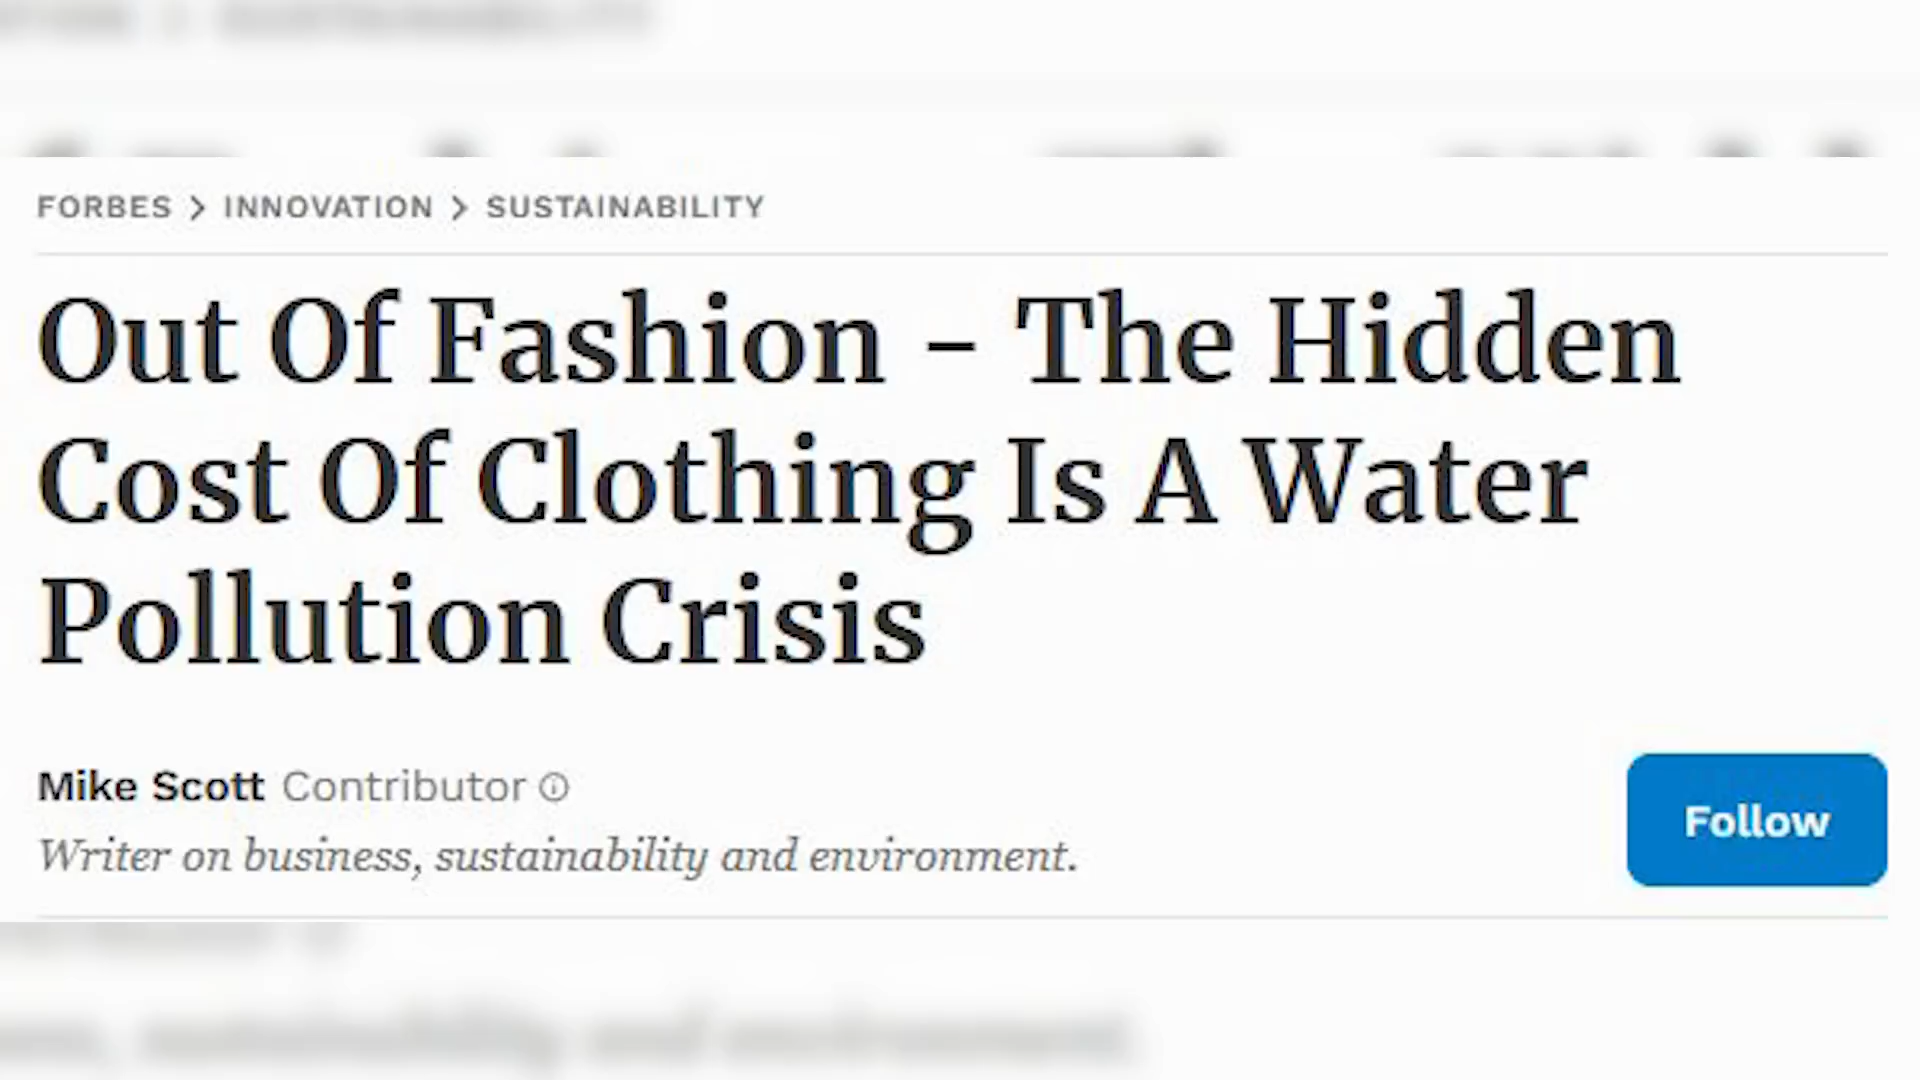 FORBES > INNOVATION > SUSTAINABILITY
Out Of Fashion - The Hidden
Cost Of Clothing Is A Water
Pollution Crisis
Mike Scott Contributor ⓘ
Writer on business, sustainability and environment.
Follow